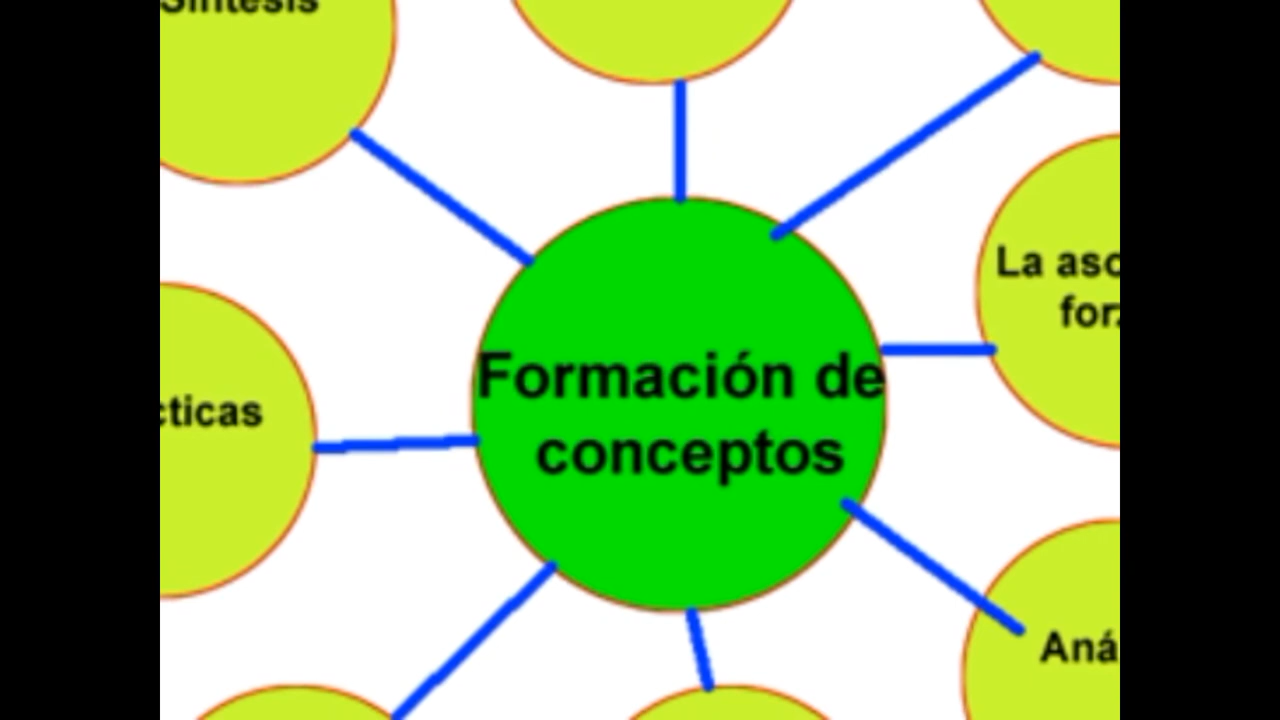 Síntesis
La aso
for
cticas
Formación de
conceptos
Aná